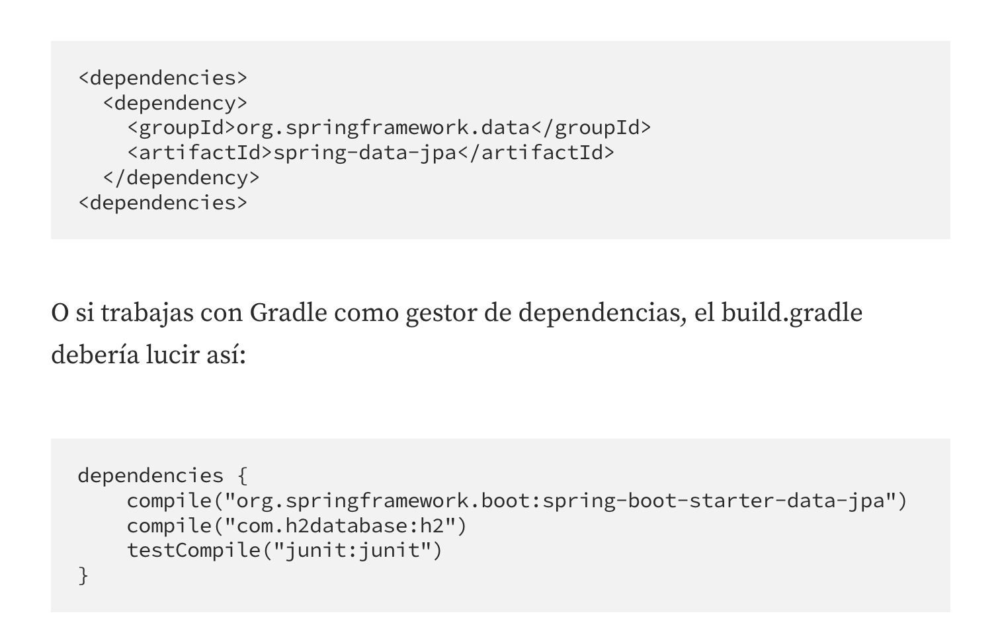 <dependencies>
  <dependency>
    <groupId>org.springframework.data</groupId>
    <artifactId>spring-data-jpa</artifactId>
  </dependency>
<dependencies>
O si trabajas con Gradle como gestor de dependencias, el build.gradle
debería lucir así:
dependencies {
    compile("org.springframework.boot:spring-boot-starter-data-jpa")
    compile("com.h2database:h2")
    testCompile("junit:junit")
}